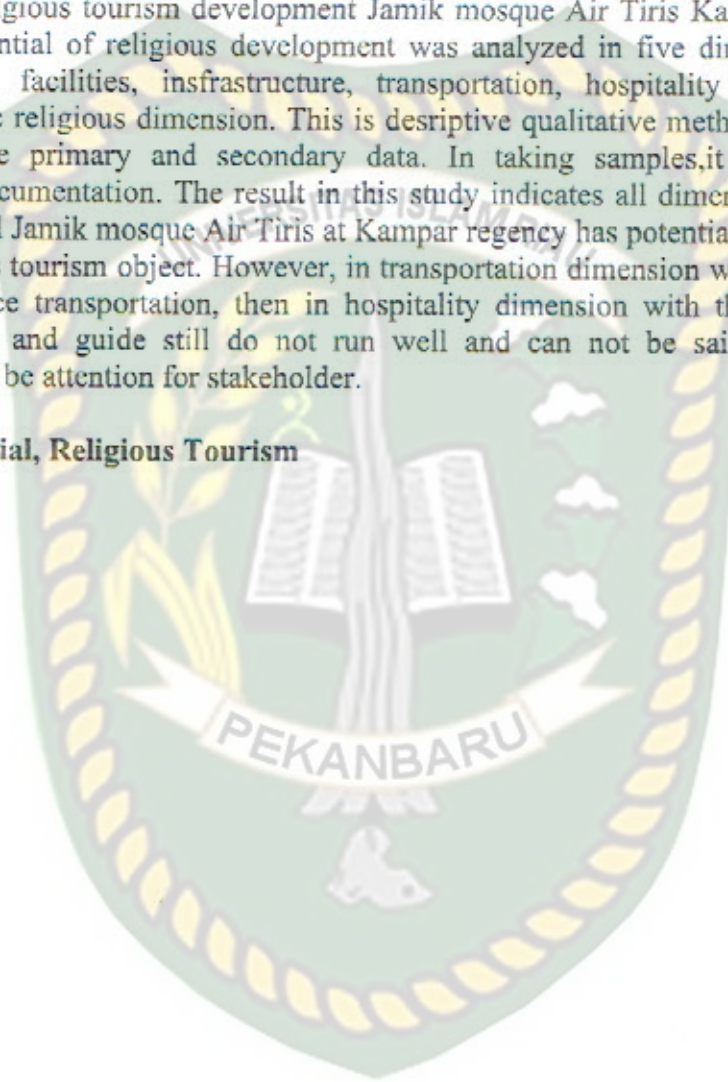 gious tourism development Jamik mosque Air Tiris Ka
ntial of religious development was analyzed in five di
facilities, insfrastructure, transportation, hospitality
religious dimension. This is desriptive qualitative meth
e primary and secondary data. In taking samples,it
cumentation. The result in this study indicates all dimen
l Jamik mosque Air Tiris at Kampar regency has potentia
tourism object. However, in transportation dimension w
ce transportation, then in hospitality dimension with th
and guide still do not run well and can not be sai
be attention for stakeholder.
ial, Religious Tourism
UNIVERSITAS ISLAM RIAU
PEKANBARU